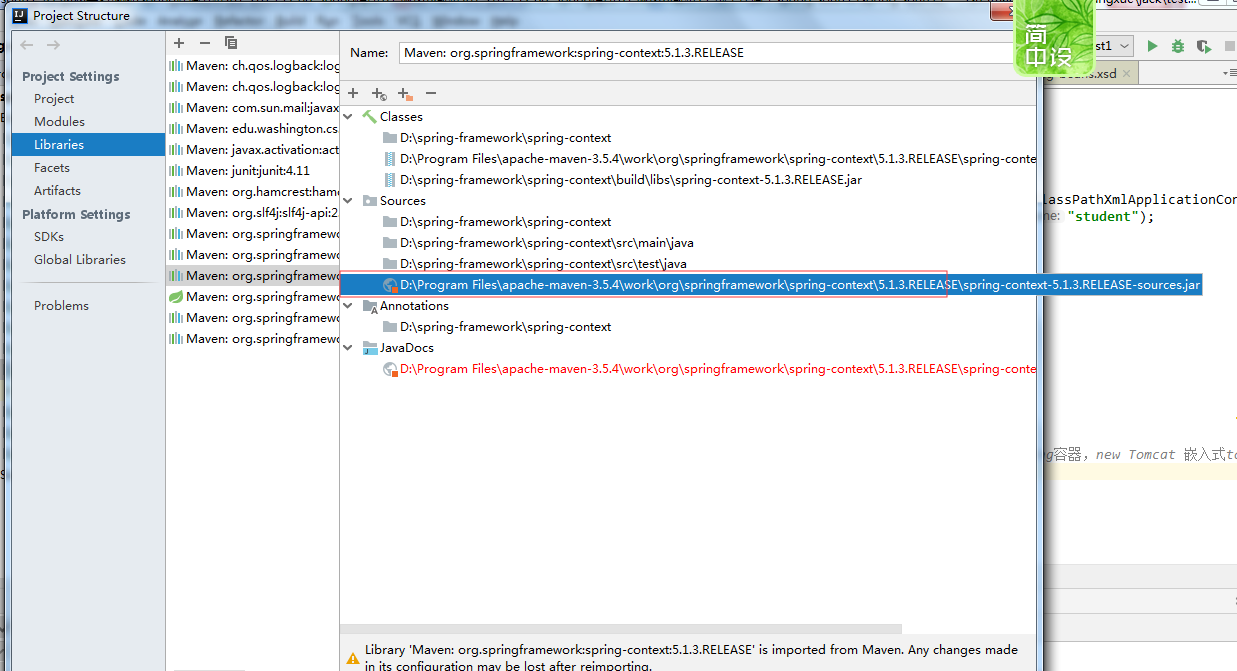 Project Structure
Project Settings
Project
Modules
Libraries
Facets
Artifacts
Platform Settings
SDKs
Global Libraries
Problems
Maven: ch.qos.logback:log
Maven: ch.qos.logback:log
Maven: com.sun.mail:javax
Maven: edu.washington.cs
Maven: javax.activation:act
Maven: junit:junit:4.11
Maven: org.hamcrest:hamc
Maven: org.slf4j:slf4j-api:2
Maven: org.springframewo
Maven: org.springframewo
Maven: org.springframewo
Maven: org.springframewo
Maven: org.springframewo
Maven: org.springframewo
Name: Maven: org.springframework:spring-context:5.1.3.RELEASE
Classes
D:\spring-framework\spring-context
D:\Program Files\apache-maven-3.5.4\work\org\springframework\spring-context\5.1.3.RELEASE\spring-conte
D:\spring-framework\spring-context\build\libs\spring-context-5.1.3.RELEASE.jar
Sources
D:\spring-framework\spring-context
D:\spring-framework\spring-context\src\main\java
D:\spring-framework\spring-context\src\test\java
D:\Program Files\apache-maven-3.5.4\work\org\springframework\spring-context\5.1.3.RELEASE\spring-context-5.1.3.RELEASE-sources.jar
Annotations
D:\spring-framework\spring-context
JavaDocs
D:\Program Files\apache-maven-3.5.4\work\org\springframework\spring-context\5.1.3.RELEASE\spring-conte
Library 'Maven: org.springframework:spring-context:5.1.3.RELEASE' is imported from Maven. Any changes made
in its configuration may be lost after reimporting.
简
中设
st1
.xsd
lassPathXmlApplicationCon
me: "student");
g容器，new Tomcat 嵌入式to